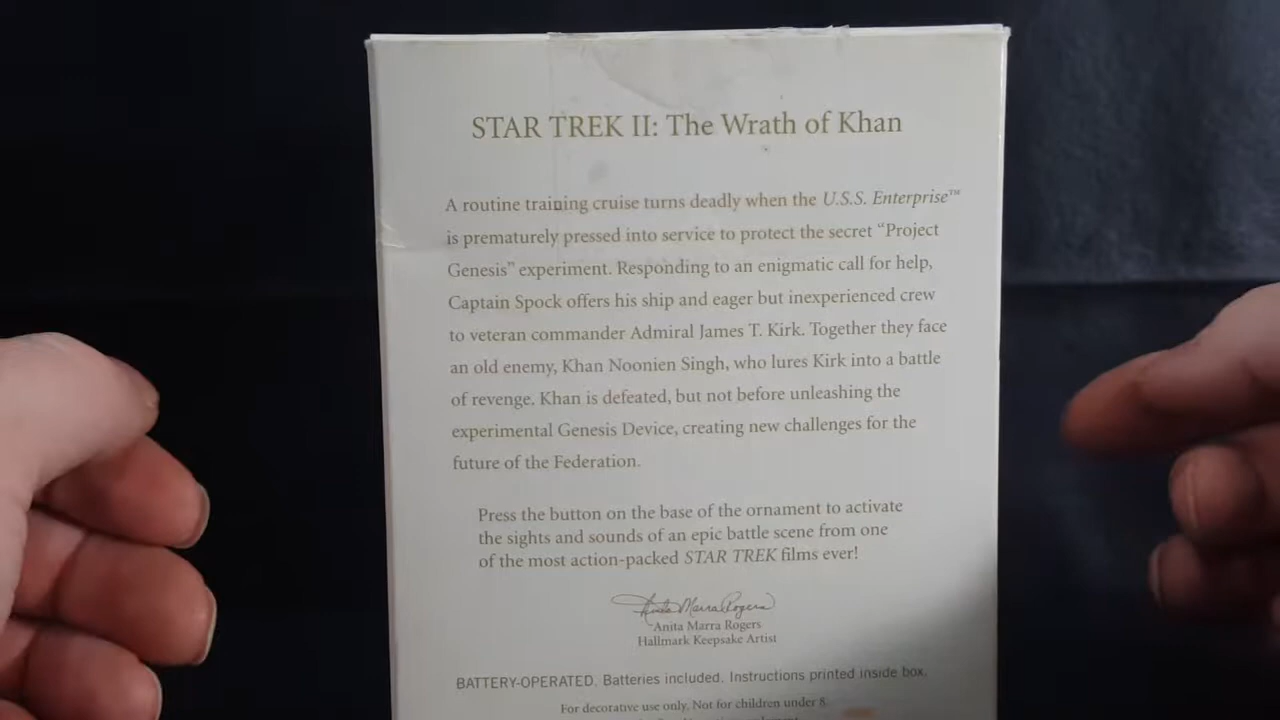 STAR TREK II: The Wrath of Khan
A routine training cruise turns deadly when the U.S.S. Enterprise™
is prematurely pressed into service to protect the secret “Project
Genesis” experiment. Responding to an enigmatic call for help,
Captain Spock offers his ship and eager but inexperienced crew
to veteran commander Admiral James T. Kirk. Together they face
an old enemy, Khan Noonien Singh, who lures Kirk into a battle
of revenge. Khan is defeated, but not before unleashing the
experimental Genesis Device, creating new challenges for the
future of the Federation.
Press the button on the base of the ornament to activate
the sights and sounds of an epic battle scene from one
of the most action-packed STAR TREK films ever!
Anita Marra Rogers
Anita Marra Rogers
Hallmark Keepsake Artist
BATTERY-OPERATED. Batteries included. Instructions printed inside box.
For decorative use only. Not for children under 8